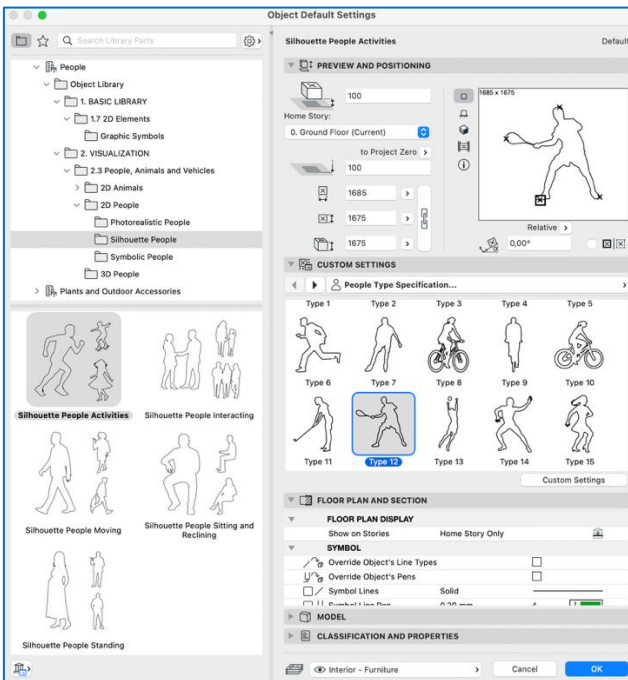 Object Default Settings
Search Library Parts
People
Object Library
1. BASIC LIBRARY
1.7 2D Elements
Graphic Symbols
2. VISUALIZATION
2.3 People, Animals and Vehicles
2D Animals
2D People
Photorealistic People
Silhouette People
Symbolic People
3D People
Plants and Outdoor Accessories
Silhouette People Activities
Silhouette People Interacting
Silhouette People Moving
Silhouette People Sitting and
Reclining
Silhouette People Standing
Silhouette People Activities
Default
PREVIEW AND POSITIONING
100
Home Story:
0. Ground Floor (Current)
to Project Zero
100
1685
1675
1675
1685 x 1675
Relative
0,00°
CUSTOM SETTINGS
People Type Specification...
Type 1 Type 2 Type 3 Type 4 Type 5
Type 6 Type 7 Type 8 Type 9 Type 10
Type 11 Type 12 Type 13 Type 14 Type 15
Custom Settings
FLOOR PLAN AND SECTION
FLOOR PLAN DISPLAY
Show on Stories Home Story Only
SYMBOL
Override Object's Line Types
Override Object's Pens
Symbol Lines Solid
Symbol Line Pen 0.20 mm
MODEL
CLASSIFICATION AND PROPERTIES
Interior - Furniture
Cancel
OK